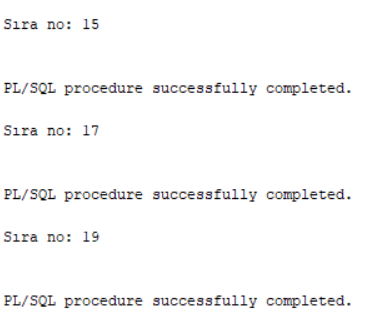 Sıra no: 15
PL/SQL procedure successfully completed.
Sıra no: 17
PL/SQL procedure successfully completed.
Sıra no: 19
PL/SQL procedure successfully completed.